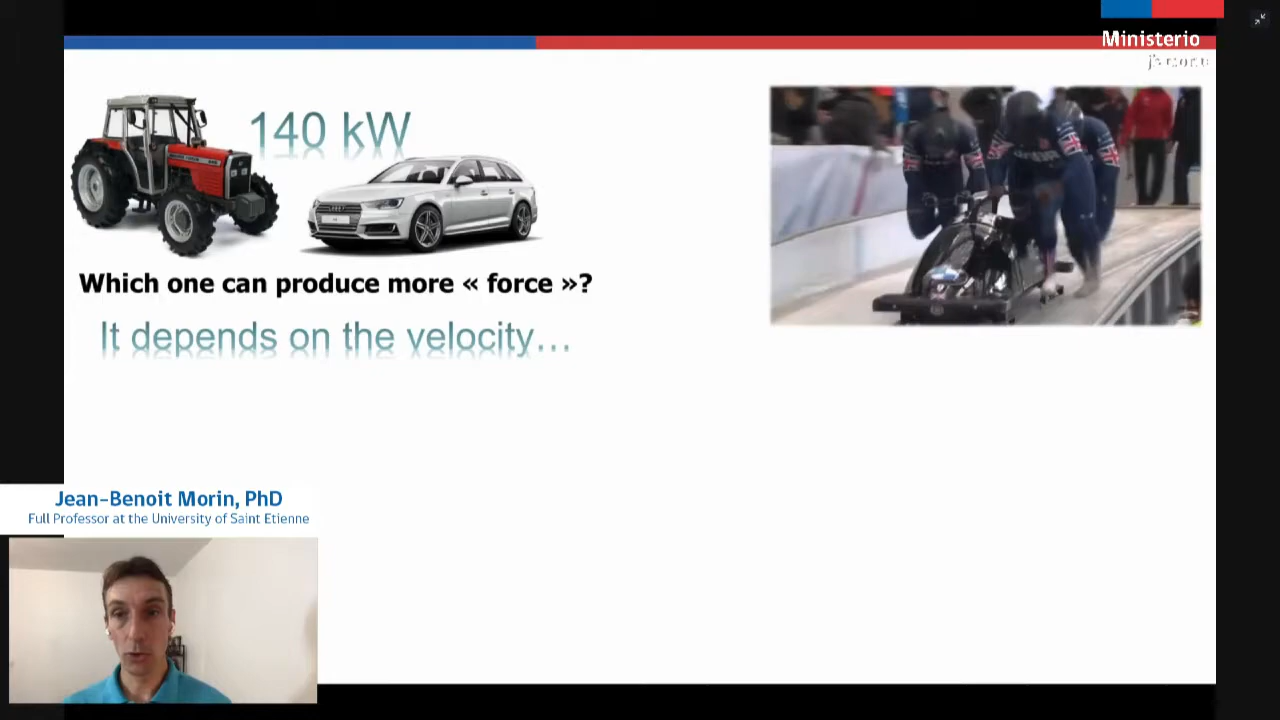 Ministerio
140 kW
Which one can produce more « force »?
It depends on the velocity…
Jean-Benoit Morin, PhD
Full Professor at the University of Saint Etienne